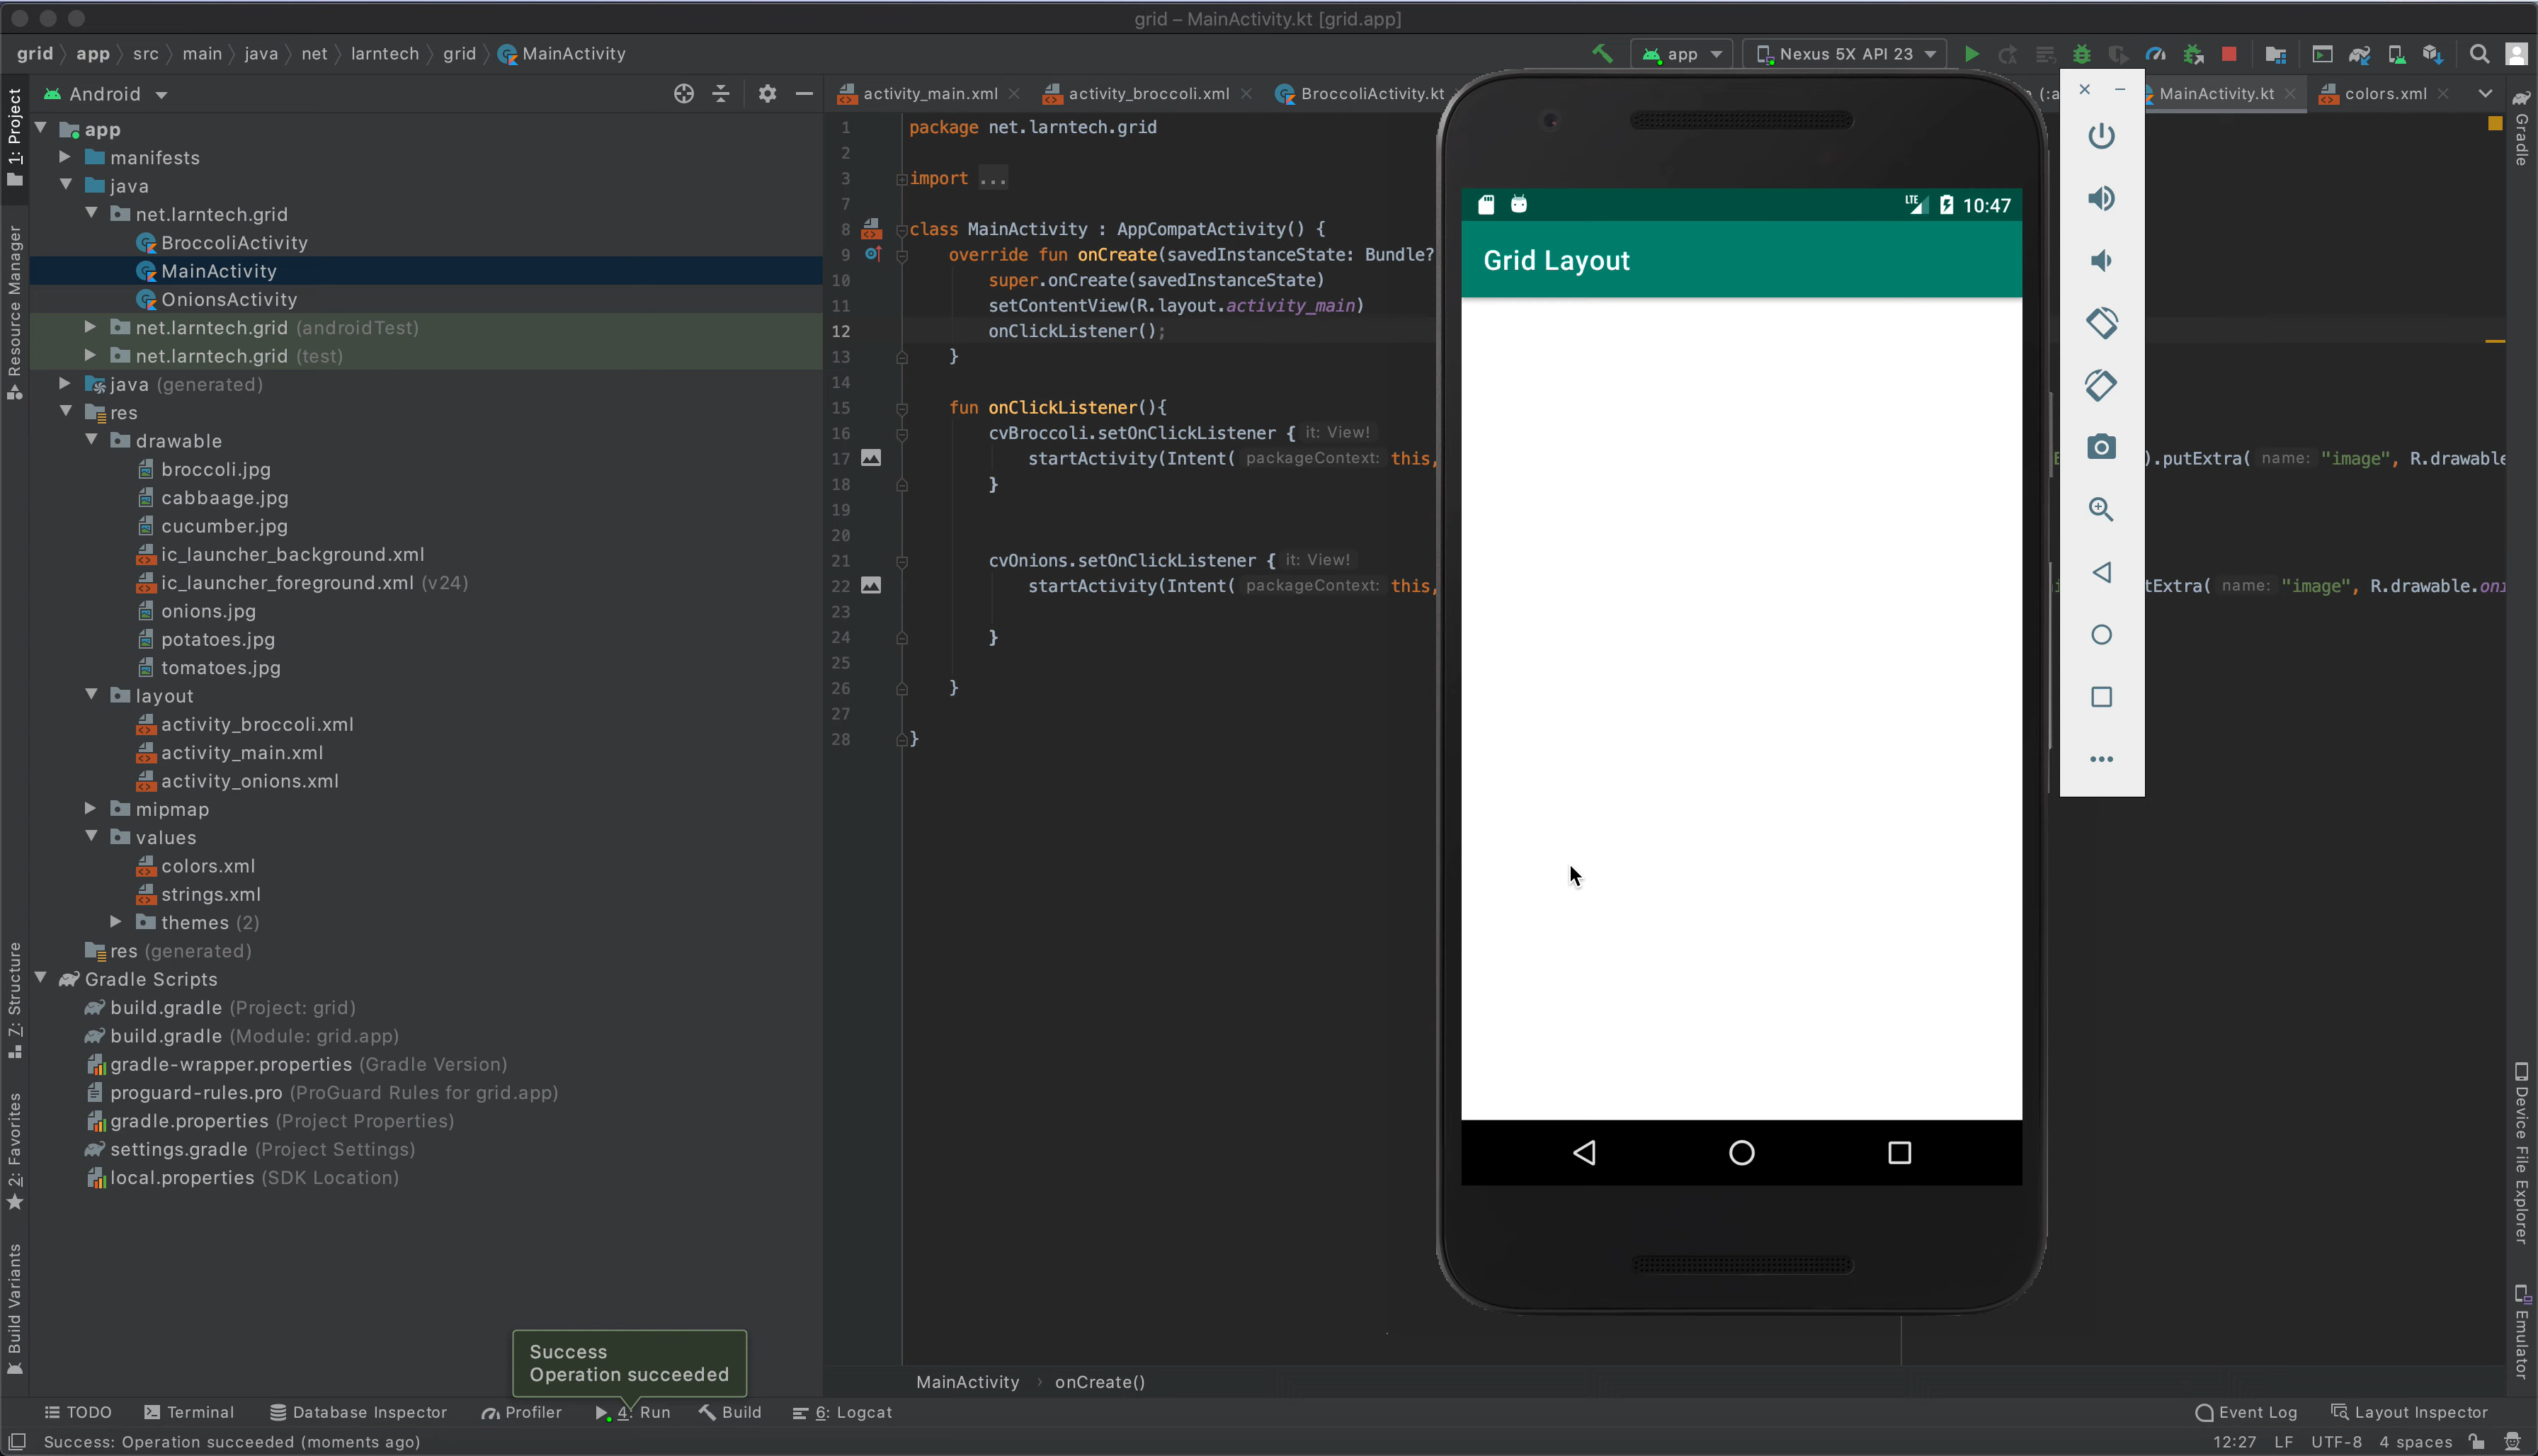 grid – MainActivity.kt [grid.app]
grid app src main java net larntech grid MainActivity
app Nexus 5X API 23
Android
activity_main.xml activity_broccoli.xml BroccoliActivity.kt (:a MainActivity.kt colors.xml
1: Project
Resource Manager
7: Structure
2: Favorites
Build Variants
app
manifests
java
net.larntech.grid
BroccoliActivity
MainActivity
OnionsActivity
net.larntech.grid (androidTest)
net.larntech.grid (test)
java (generated)
res
drawable
broccoli.jpg
cabbaage.jpg
cucumber.jpg
ic_launcher_background.xml
ic_launcher_foreground.xml (v24)
onions.jpg
potatoes.jpg
tomatoes.jpg
layout
activity_broccoli.xml
activity_main.xml
activity_onions.xml
mipmap
values
colors.xml
strings.xml
themes (2)
res (generated)
Gradle Scripts
build.gradle (Project: grid)
build.gradle (Module: grid.app)
gradle-wrapper.properties (Gradle Version)
proguard-rules.pro (ProGuard Rules for grid.app)
gradle.properties (Project Properties)
settings.gradle (Project Settings)
local.properties (SDK Location)
1 package net.larntech.grid
2
3 import ...
7
8 class MainActivity : AppCompatActivity() {
9 override fun onCreate(savedInstanceState: Bundle?
10 super.onCreate(savedInstanceState)
11 setContentView(R.layout.activity_main)
12 onClickListener();
13 }
14
15 fun onClickListener(){
16 cvBroccoli.setOnClickListener { it: View!
17 startActivity(Intent( packageContext: this, ).putExtra( name: "image", R.drawable
18 }
19
20
21 cvOnions.setOnClickListener { it: View!
22 startActivity(Intent( packageContext: this, tExtra( name: "image", R.drawable.oni
23
24 }
25
26 }
27
28 }
LTE 10:47
Grid Layout
Gradle
Device File Explorer
Emulator
MainActivity onCreate()
Success
Operation succeeded
TODO Terminal Database Inspector Profiler 4: Run Build 6: Logcat Event Log Layout Inspector
Success: Operation succeeded (moments ago) 12:27 LF UTF-8 4 spaces